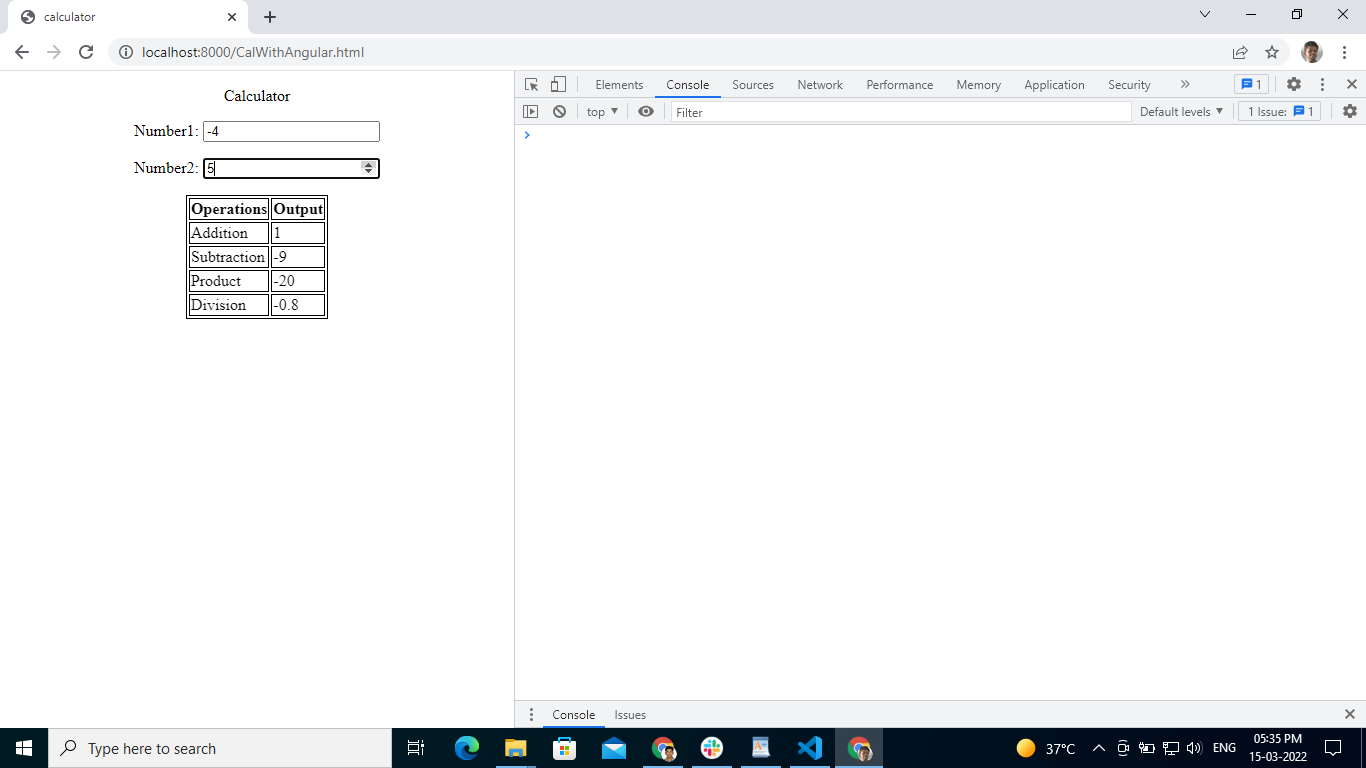 calculator
localhost:8000/CalWithAngular.html
Calculator
Number1: -4
Number2: 5
Operations Output
Addition 1
Subtraction -9
Product -20
Division -0.8
Elements Console Sources Network Performance Memory Application Security 1
top Filter Default levels 1 Issue: 1
Console Issues
Type here to search
37°C
ENG
05:35 PM
15-03-2022